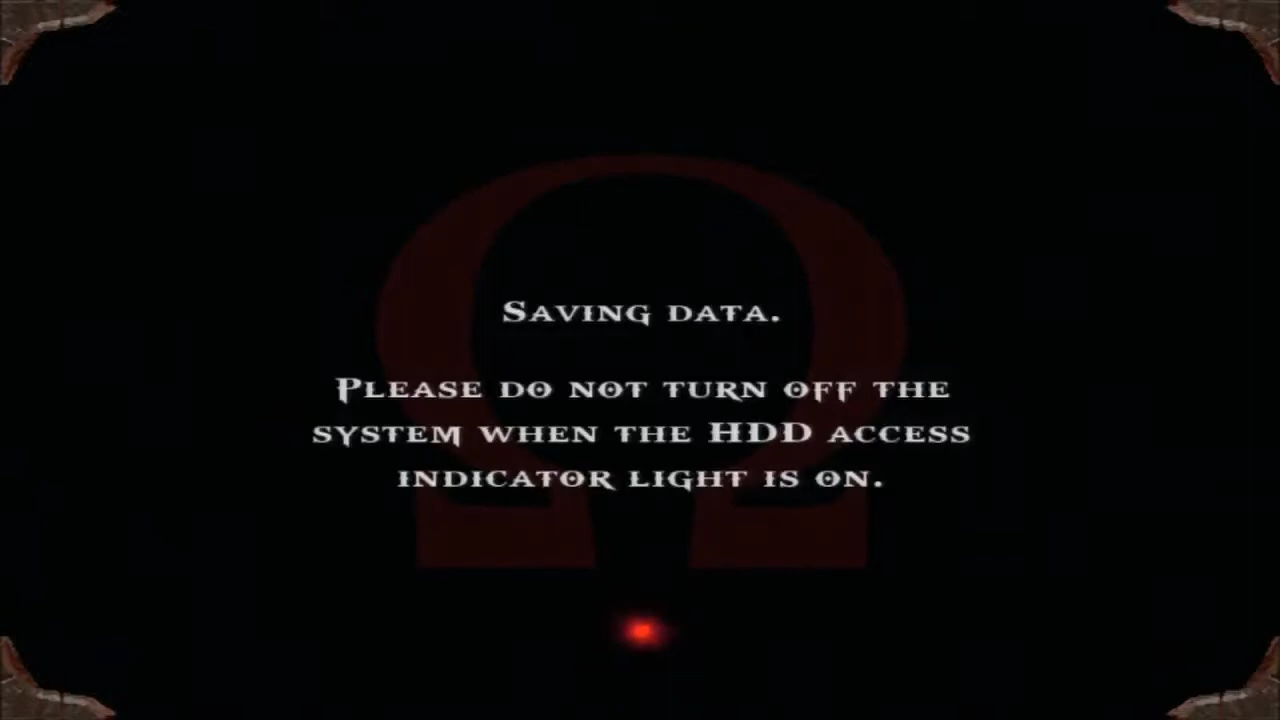 Saving data.
Please do not turn off the
system when the HDD access
indicator light is on.